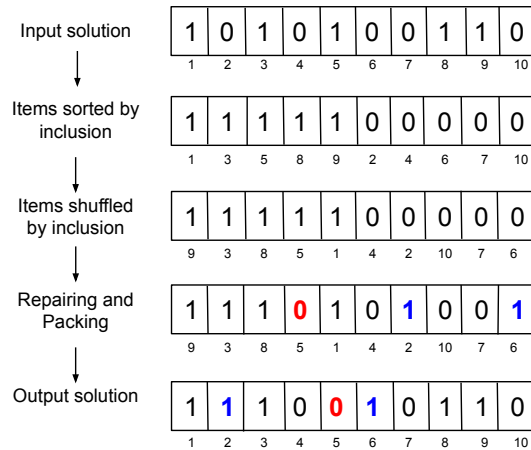 Input solution
1 0 1 0 1 0 0 1 1 0
1 2 3 4 5 6 7 8 9 10
Items sorted by
inclusion
1 1 1 1 1 0 0 0 0 0
1 3 5 8 9 2 4 6 7 10
Items shuffled
by inclusion
1 1 1 1 1 0 0 0 0 0
9 3 8 5 1 4 2 10 7 6
Repairing and
Packing
1 1 1 0 1 0 1 0 0 1
9 3 8 5 1 4 2 10 7 6
Output solution
1 1 1 0 0 1 0 1 1 0
1 2 3 4 5 6 7 8 9 10